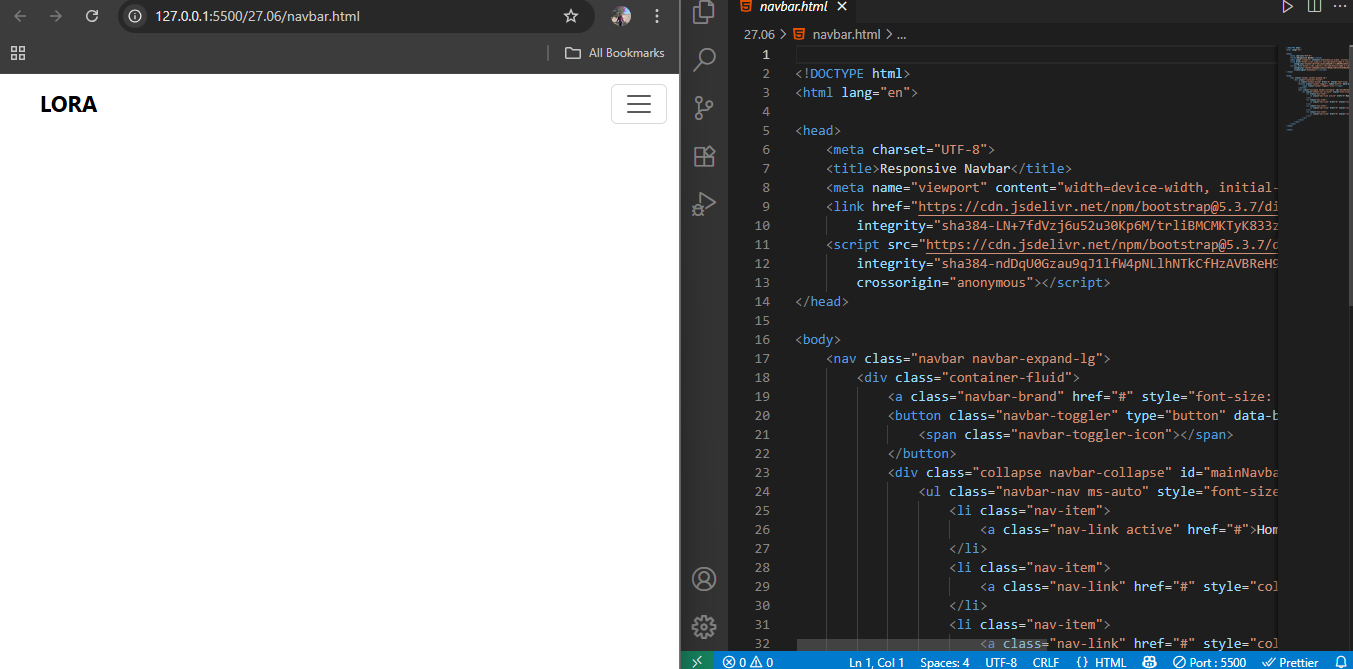 127.0.0.1:5500/27.06/navbar.html
All Bookmarks
LORA
navbar.html
27.06 > navbar.html > ...
1
2 <!DOCTYPE html>
3 <html lang="en">
4
5 <head>
6 <meta charset="UTF-8">
7 <title>Responsive Navbar</title>
8 <meta name="viewport" content="width=device-width, initial-
9 <link href="https://cdn.jsdelivr.net/npm/bootstrap@5.3.7/di
10 integrity="sha384-LN+7fdVzj6u52u30Kp6M/trliBMCMKTyK833z
11 <script src="https://cdn.jsdelivr.net/npm/bootstrap@5.3.7/d
12 integrity="sha384-ndDqU0Gzau9qJ1lfW4pNLlhNTkCfHzAVBReH9
13 crossorigin="anonymous"></script>
14 </head>
15
16 <body>
17 <nav class="navbar navbar-expand-lg">
18 <div class="container-fluid">
19 <a class="navbar-brand" href="#" style="font-size:
20 <button class="navbar-toggler" type="button" data-b
21 <span class="navbar-toggler-icon"></span>
22 </button>
23 <div class="collapse navbar-collapse" id="mainNavba
24 <ul class="navbar-nav ms-auto" style="font-size
25 <li class="nav-item">
26 <a class="nav-link active" href="#">Hom
27 </li>
28 <li class="nav-item">
29 <a class="nav-link" href="#" style="col
30 </li>
31 <li class="nav-item">
32 <a class="nav-link" href="#" style="col
0 0 Ln 1, Col 1 Spaces: 4 UTF-8 CRLF {} HTML Port : 5500 Prettier